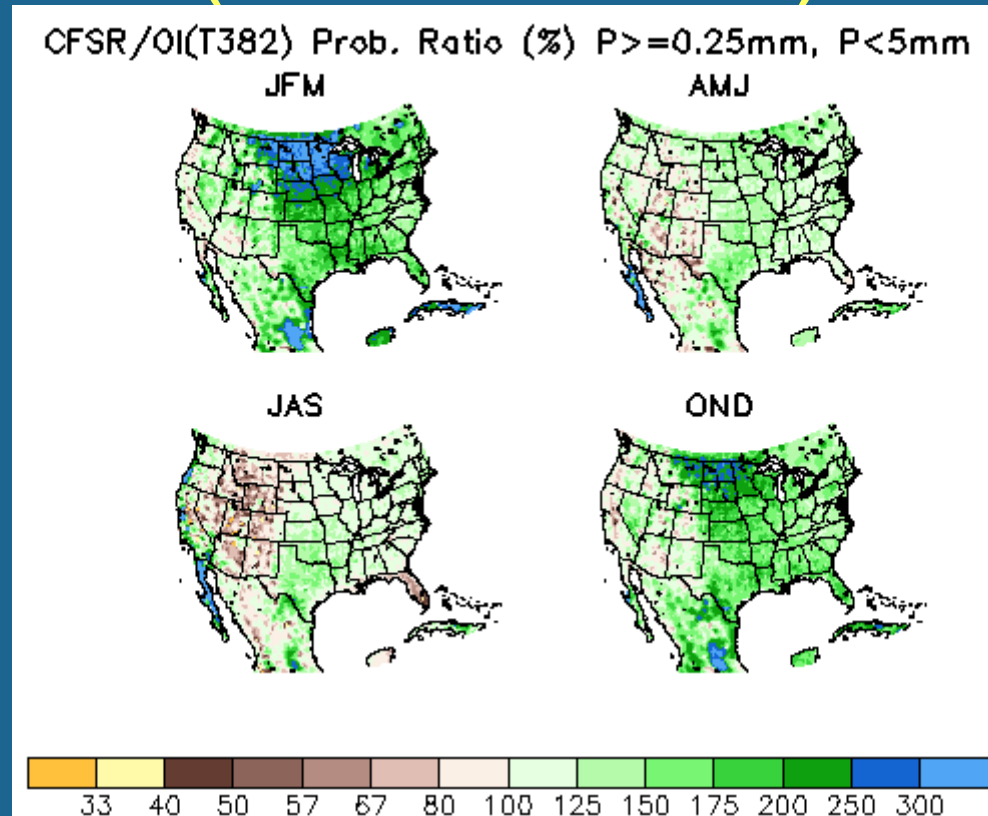 CFSR/OI(T382) Prob. Ratio (%) P>=0.25mm, P<5mm
JFM AMJ
JAS OND
33 40 50 57 67 80 100 125 150 175 200 250 300